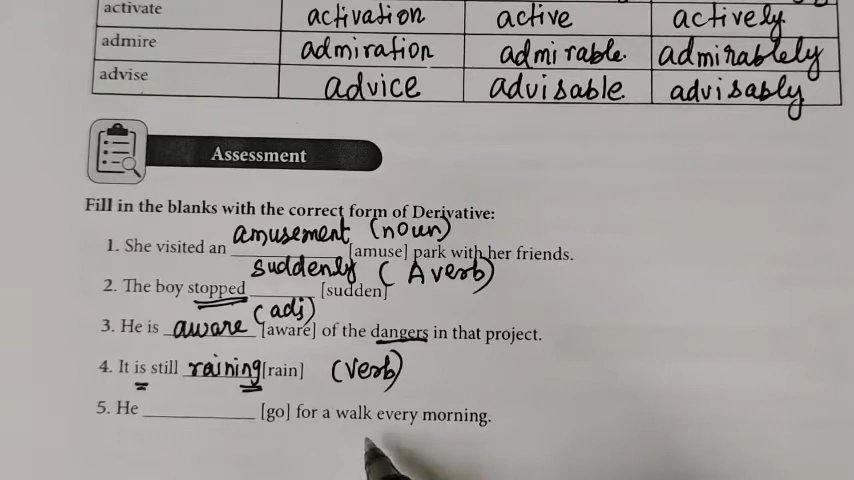 activate activation active actively
admire admiration admirable. admirablely
advise advice advisable. advisably
Assessment
Fill in the blanks with the correct form of Derivative:
amusement (noun)
1. She visited an ____________ [amuse] park with her friends.
suddenly (Averb)
2. The boy stopped ________ [sudden]
(adj)
3. He is aware [aware] of the dangers in that project.
4. It is still raining [rain] (verb)
5. He ____________ [go] for a walk every morning.